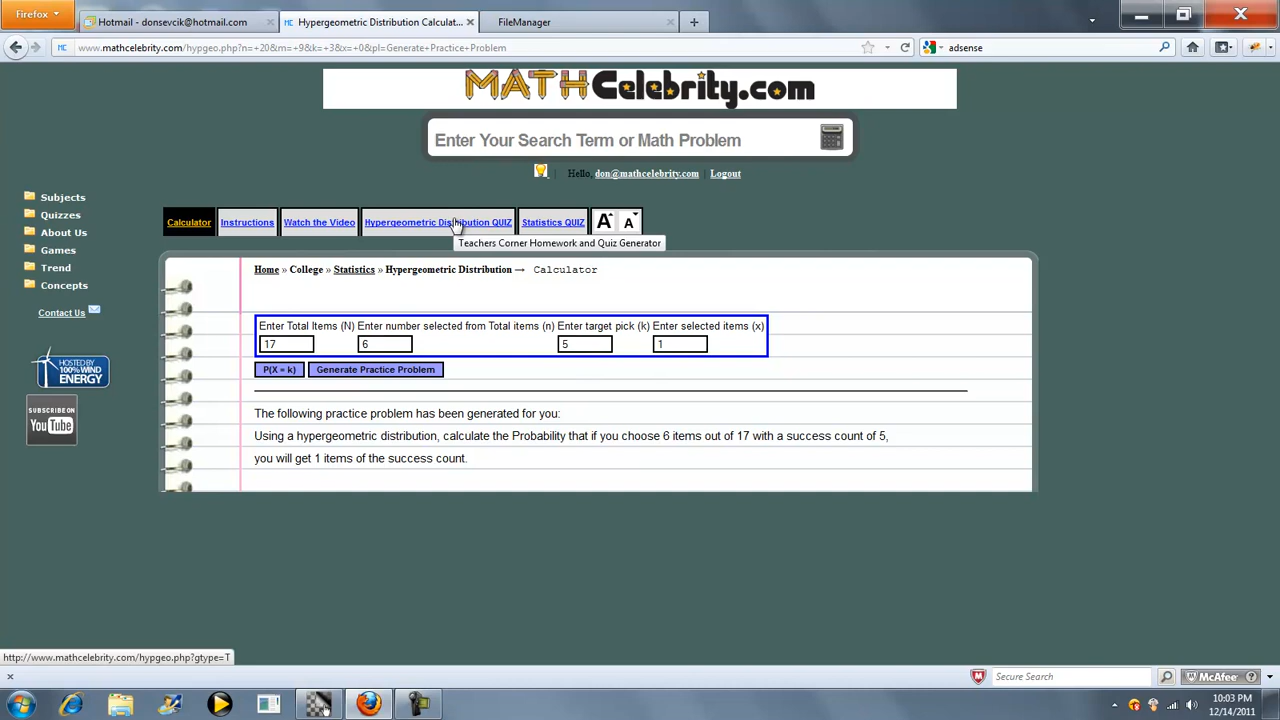 Firefox
Hotmail - donsevcik@hotmail.com
Hypergeometric Distribution Calculat...
FileManager
www.mathcelebrity.com/hypgeo.php?n=+20&m=+9&k=+3&x=+0&pl=Generate+Practice+Problem
adsense
MATHCelebrity.com
Enter Your Search Term or Math Problem
Hello, don@mathcelebrity.com | Logout
Subjects
Quizzes
About Us
Games
Trend
Concepts
Contact Us
HOSTED BY
100% WIND
ENERGY
SUBSCRIBE ON
YouTube
Calculator
Instructions
Watch the Video
Hypergeometric Distribution QUIZ
Statistics QUIZ
A A
Teachers Corner Homework and Quiz Generator
Home » College » Statistics » Hypergeometric Distribution → Calculator
Enter Total Items (N) Enter number selected from Total items (n) Enter target pick (k) Enter selected items (x)
17 6 5 1
P(X = k) Generate Practice Problem
The following practice problem has been generated for you:
Using a hypergeometric distribution, calculate the Probability that if you choose 6 items out of 17 with a success count of 5,
you will get 1 items of the success count.
http://www.mathcelebrity.com/hypgeo.php?gtype=T
Secure Search
McAfee
10:03 PM
12/14/2011